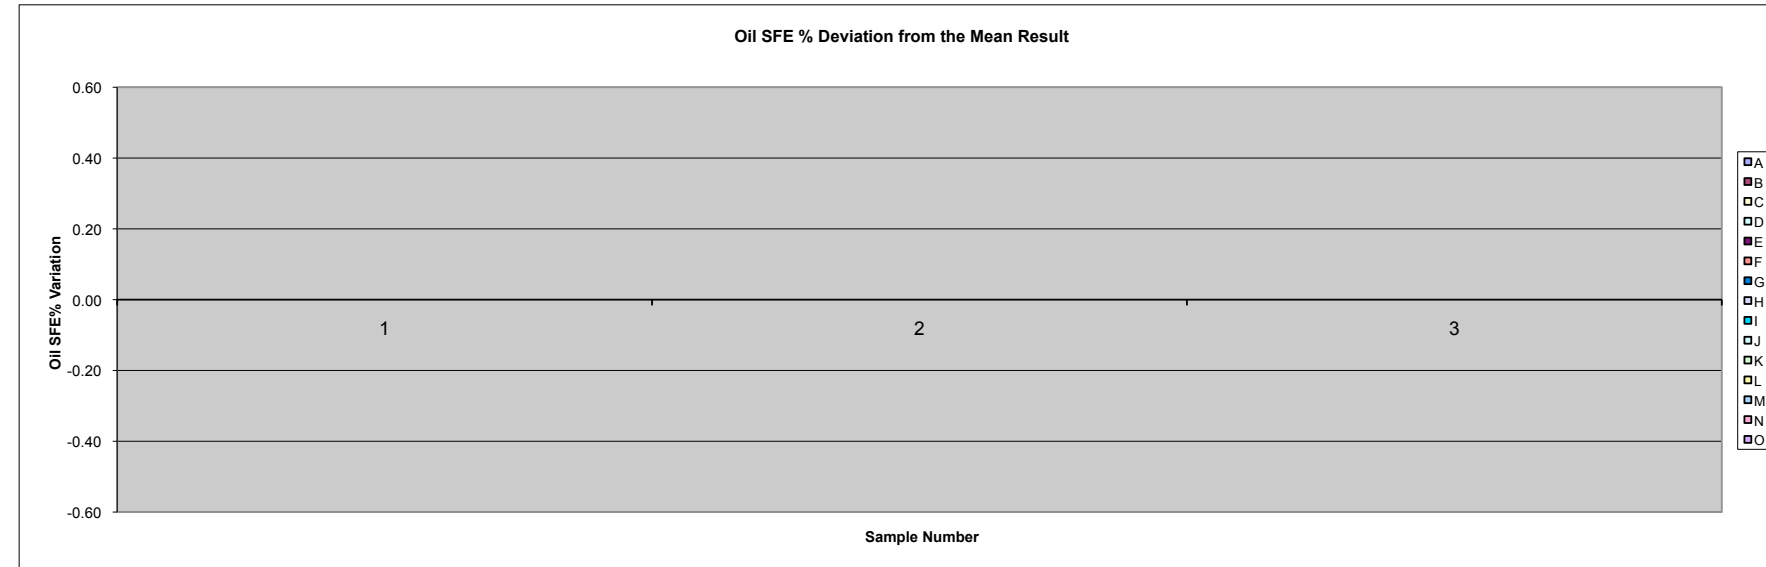 Oil SFE % Deviation from the Mean Result
0.60
0.40
0.20
0.00
-0.20
-0.40
-0.60
Oil SFE% Variation
1 2 3
Sample Number
A
B
C
D
E
F
G
H
I
J
K
L
M
N
O